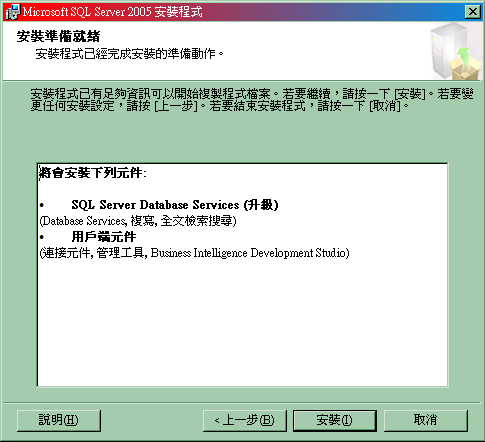 Microsoft SQL Server 2005 安裝程式
安裝準備就緒
安裝程式已經完成安裝的準備動作。
安裝程式已有足夠資訊可以開始複製程式檔案。若要繼續，請按一下 [安裝]。若要變
更任何安裝設定，請按 [上一步]。若要結束安裝程式，請按一下 [取消]。
將會安裝下列元件:
• SQL Server Database Services (升級)
(Database Services, 複寫, 全文檢索搜尋)
• 用戶端元件
(連接元件, 管理工具, Business Intelligence Development Studio)
說明(H)
< 上一步(B)
安裝(I)
取消